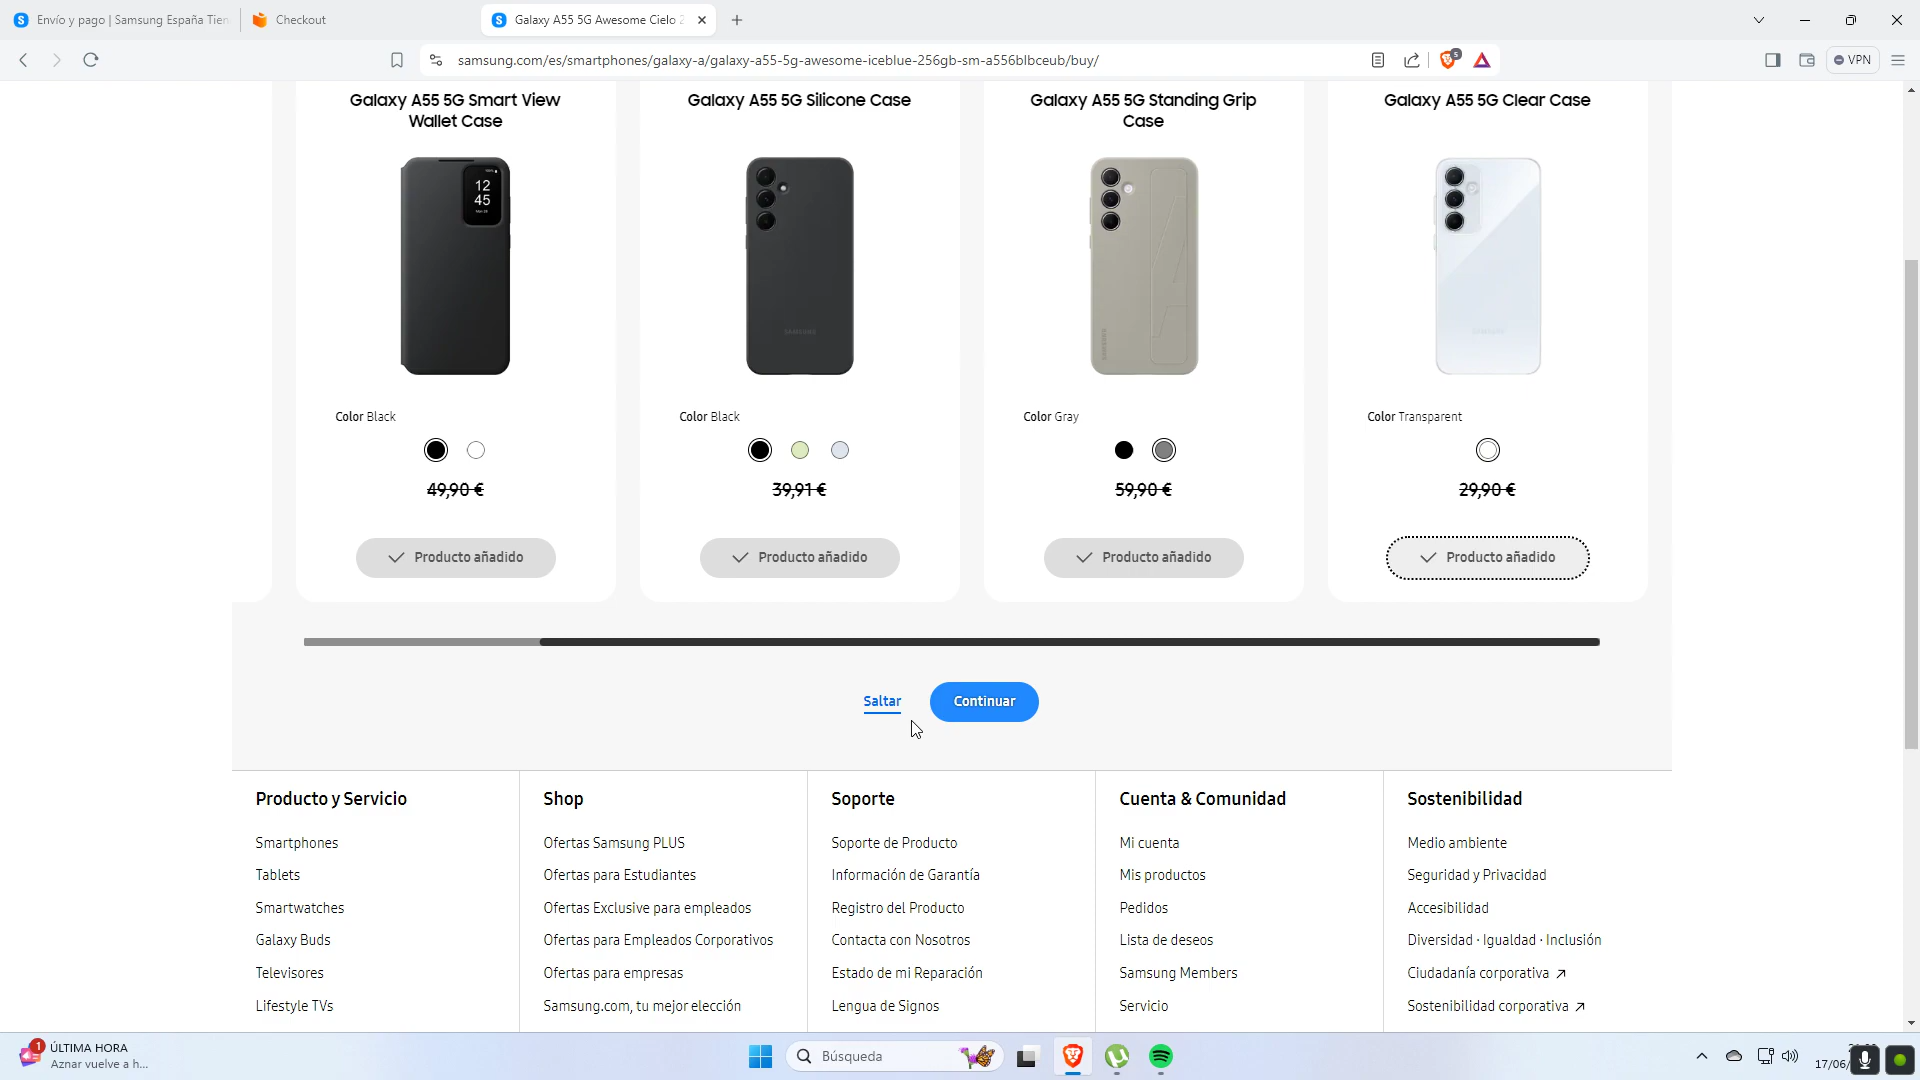 Envío y pago | Samsung España Tien
Checkout
Galaxy A55 5G Awesome Cielo 2
samsung.com/es/smartphones/galaxy-a/galaxy-a55-5g-awesome-iceblue-256gb-sm-a556blbceub/buy/
5
VPN
Galaxy A55 5G Smart View
Wallet Case
Galaxy A55 5G Silicone Case
Galaxy A55 5G Standing Grip
Case
Galaxy A55 5G Clear Case
12
45
SAMSUNG
SAMSUNG
SAMSUNG
Color Black
Color Black
Color Gray
Color Transparent
49,90 €
39,91 €
59,90 €
29,90 €
Producto añadido
Producto añadido
Producto añadido
Producto añadido
Saltar
Continuar
Producto y Servicio
Smartphones
Tablets
Smartwatches
Galaxy Buds
Televisores
Lifestyle TVs
Shop
Ofertas Samsung PLUS
Ofertas para Estudiantes
Ofertas Exclusive para empleados
Ofertas para Empleados Corporativos
Ofertas para empresas
Samsung.com, tu mejor elección
Soporte
Soporte de Producto
Información de Garantía
Registro del Producto
Contacta con Nosotros
Estado de mi Reparación
Lengua de Signos
Cuenta & Comunidad
Mi cuenta
Mis productos
Pedidos
Lista de deseos
Samsung Members
Servicio
Sostenibilidad
Medio ambiente
Seguridad y Privacidad
Accesibilidad
Diversidad · Igualdad · Inclusión
Ciudadanía corporativa
Sostenibilidad corporativa
1
ÚLTIMA HORA
Aznar vuelve a h...
Búsqueda
17/06/